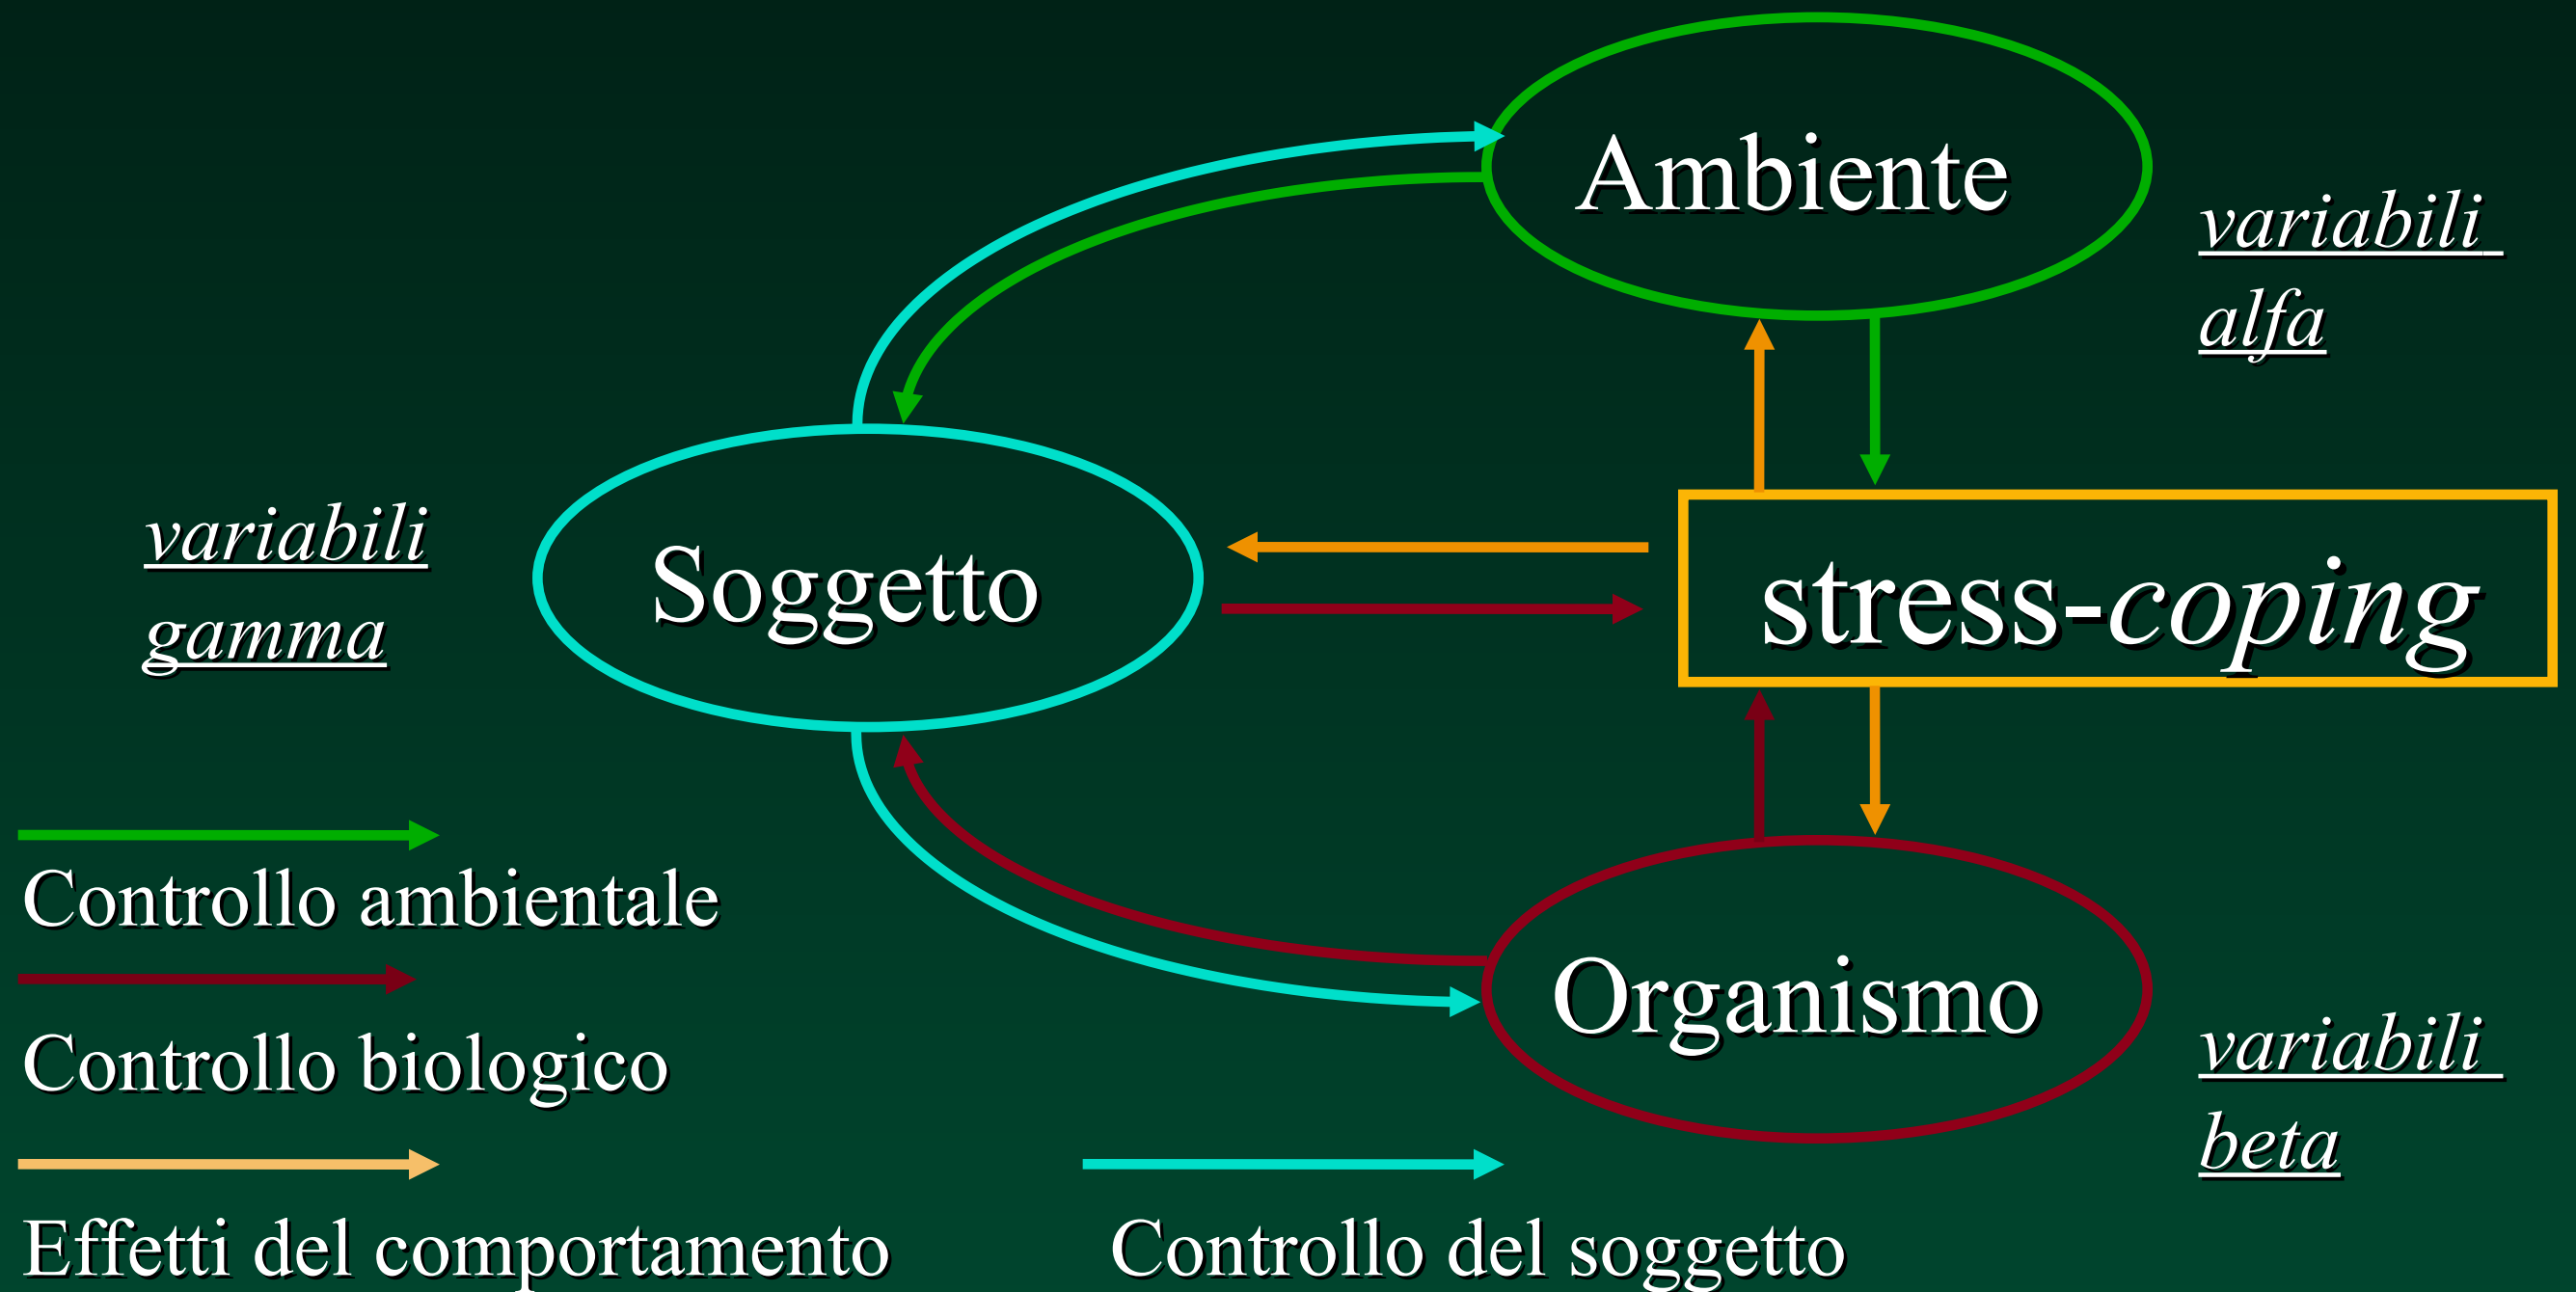 Ambiente
variabili
alfa
variabili
gamma
Soggetto
stress-coping
Controllo ambientale
Organismo
Controllo biologico
variabili
beta
Effetti del comportamento
Controllo del soggetto